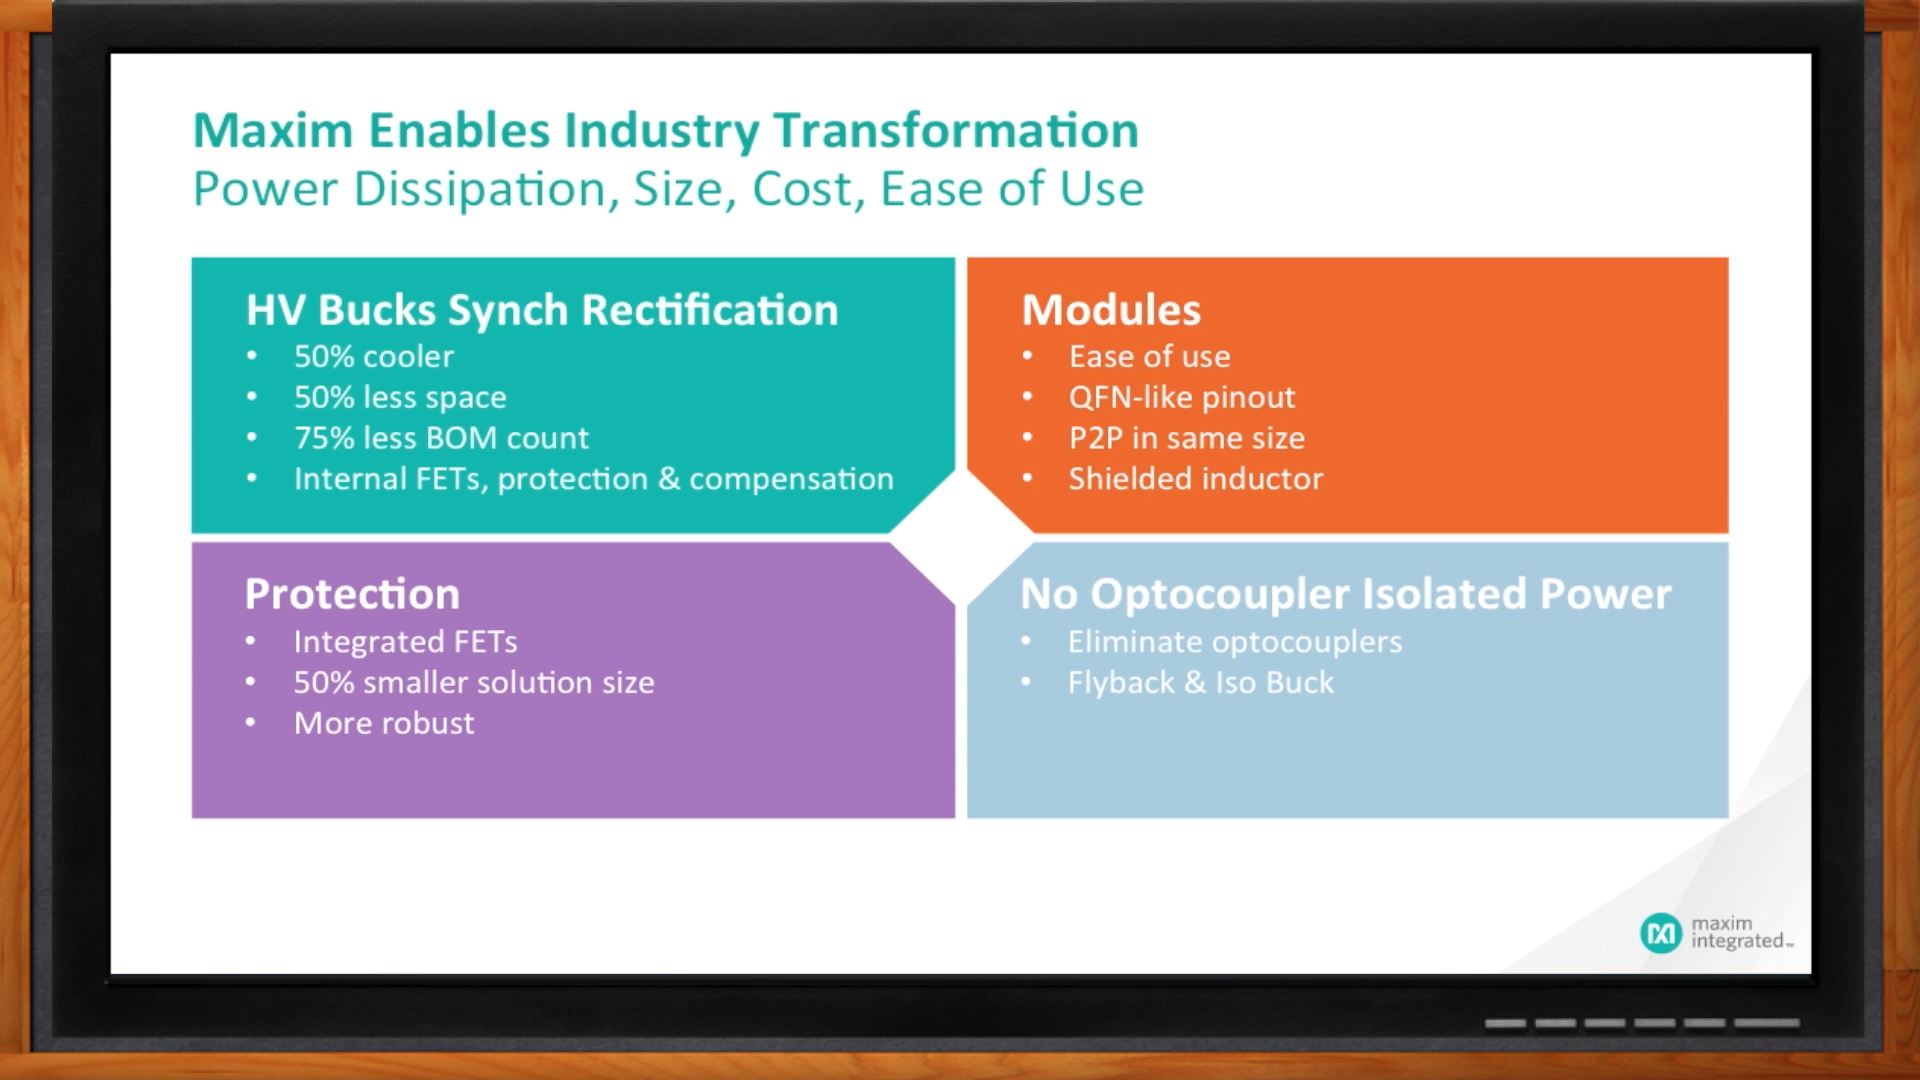 Maxim Enables Industry Transformation
Power Dissipation, Size, Cost, Ease of Use
HV Bucks Synch Rectification
• 50% cooler
• 50% less space
• 75% less BOM count
• Internal FETs, protection & compensation
Modules
• Ease of use
• QFN-like pinout
• P2P in same size
• Shielded inductor
Protection
• Integrated FETs
• 50% smaller solution size
• More robust
No Optocoupler Isolated Power
• Eliminate optocouplers
• Flyback & Iso Buck
maxim
integrated™